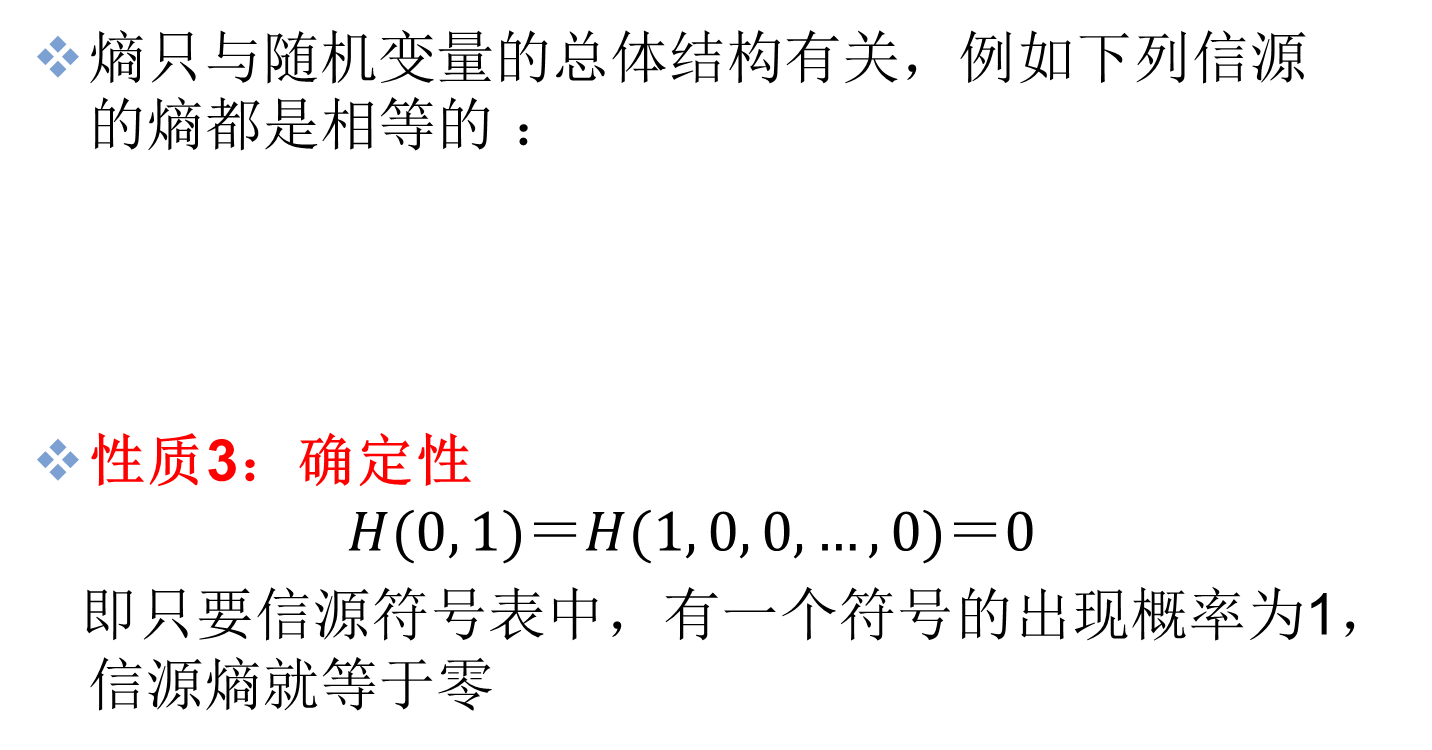 熵只与随机变量的总体结构有关，例如下列信源
的熵都是相等的 ：
性质3：确定性
H(0,1)＝H(1,0,0,…,0)＝0
即只要信源符号表中，有一个符号的出现概率为1，
信源熵就等于零